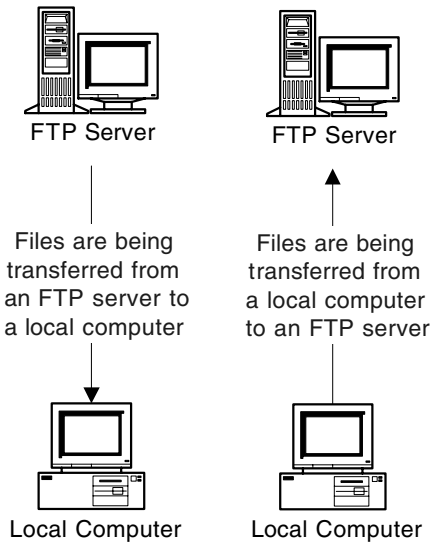 FTP Server
Files are being
transferred from
an FTP server to
a local computer
Local Computer
FTP Server
Files are being
transferred from
a local computer
to an FTP server
Local Computer